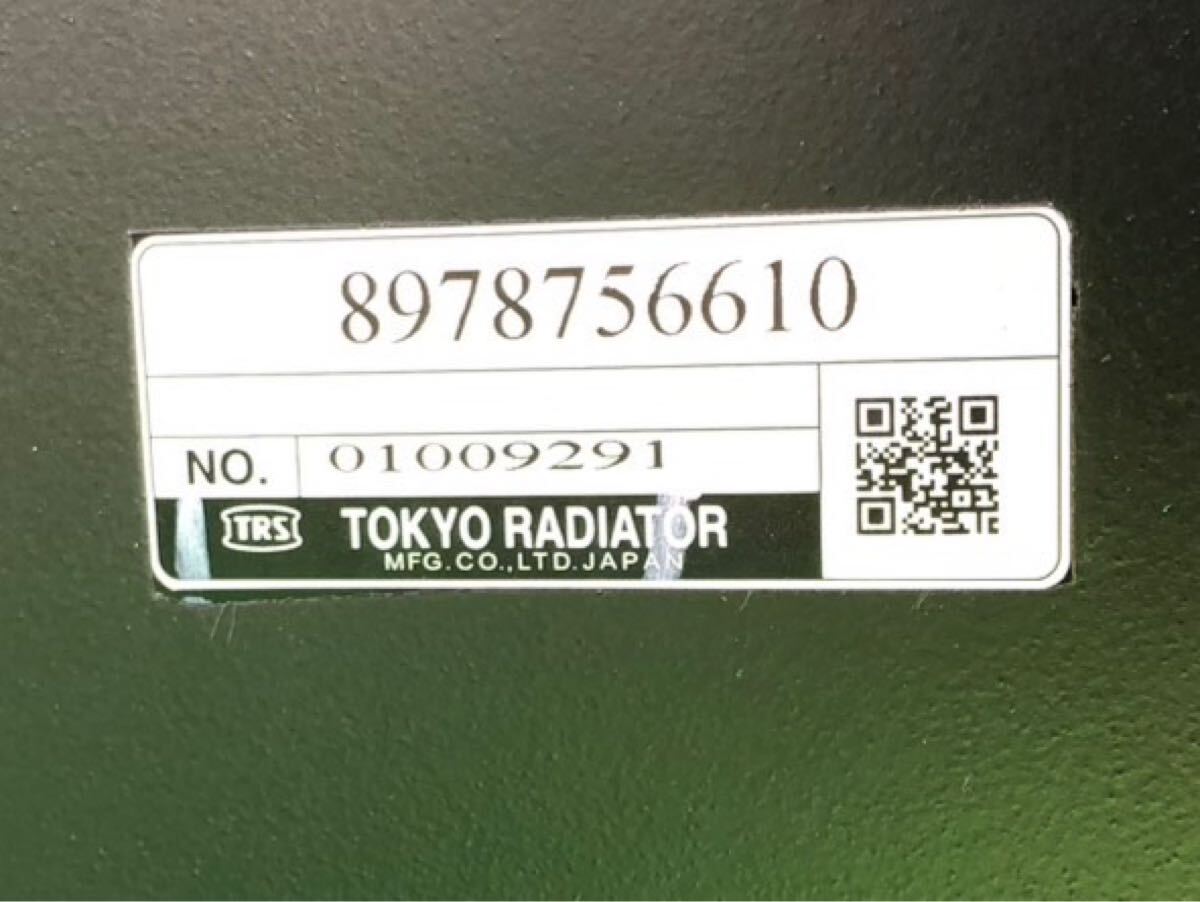 8978756610
NO. 01009291
TRS TOKYO RADIATOR
MFG.CO.,LTD.JAPAN